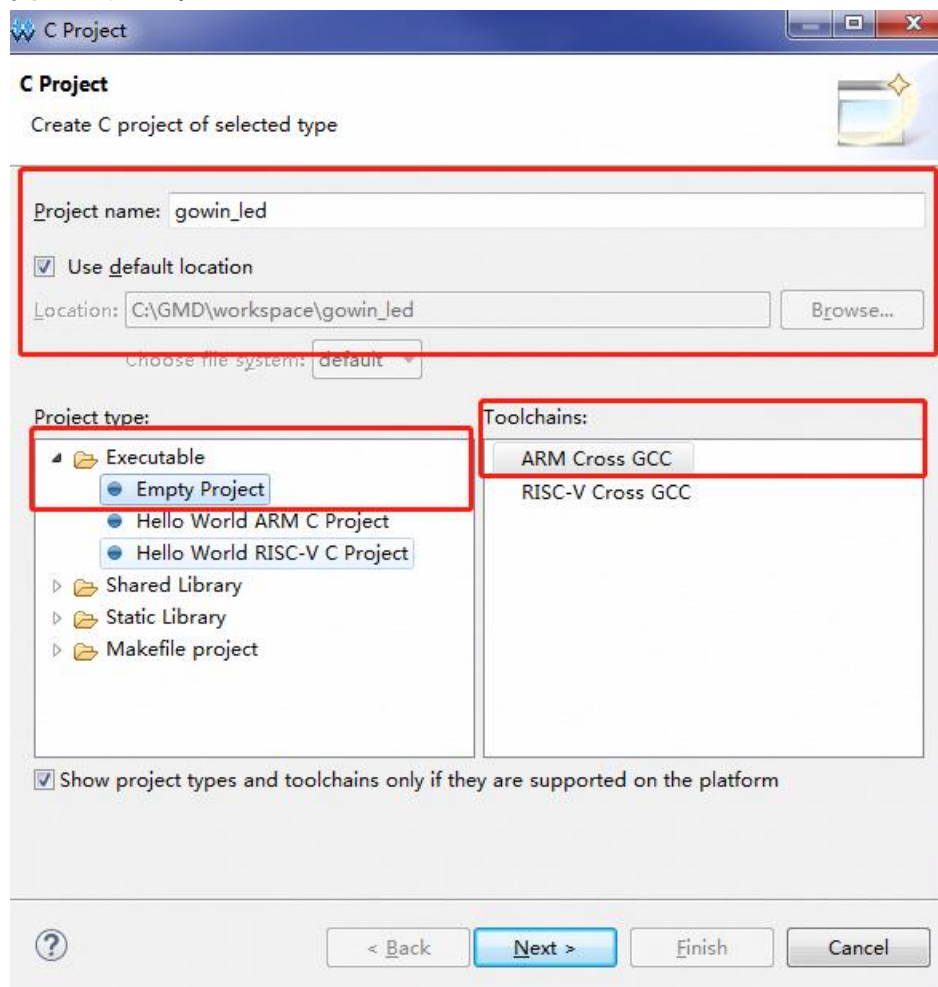 C Project
C Project
Create C project of selected type
Project name: gowin_led
Use default location
Location: C:\GMD\workspace\gowin_led Browse...
Choose file system: default
Project type:
Executable
Empty Project
Hello World ARM C Project
Hello World RISC-V C Project
Shared Library
Static Library
Makefile project
Toolchains:
ARM Cross GCC
RISC-V Cross GCC
Show project types and toolchains only if they are supported on the platform
? < Back Next > Finish Cancel